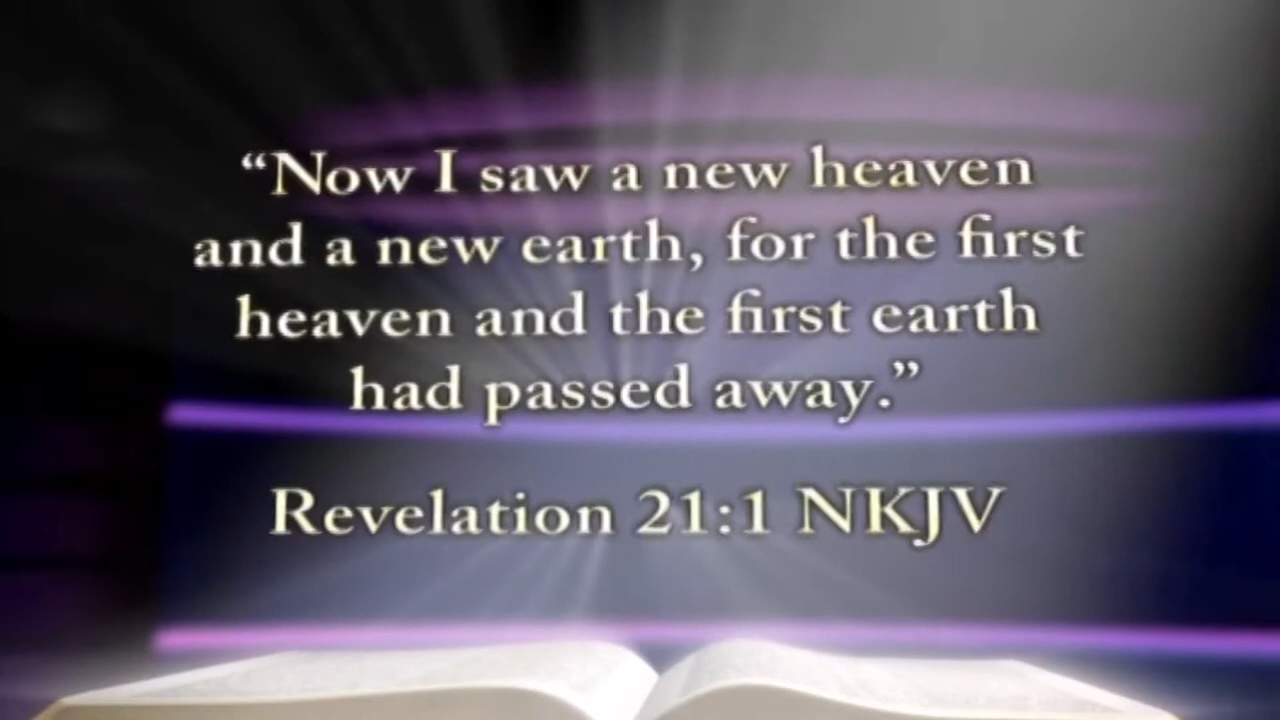 “Now I saw a new heaven
and a new earth, for the first
heaven and the first earth
had passed away.”
Revelation 21:1 NKJV